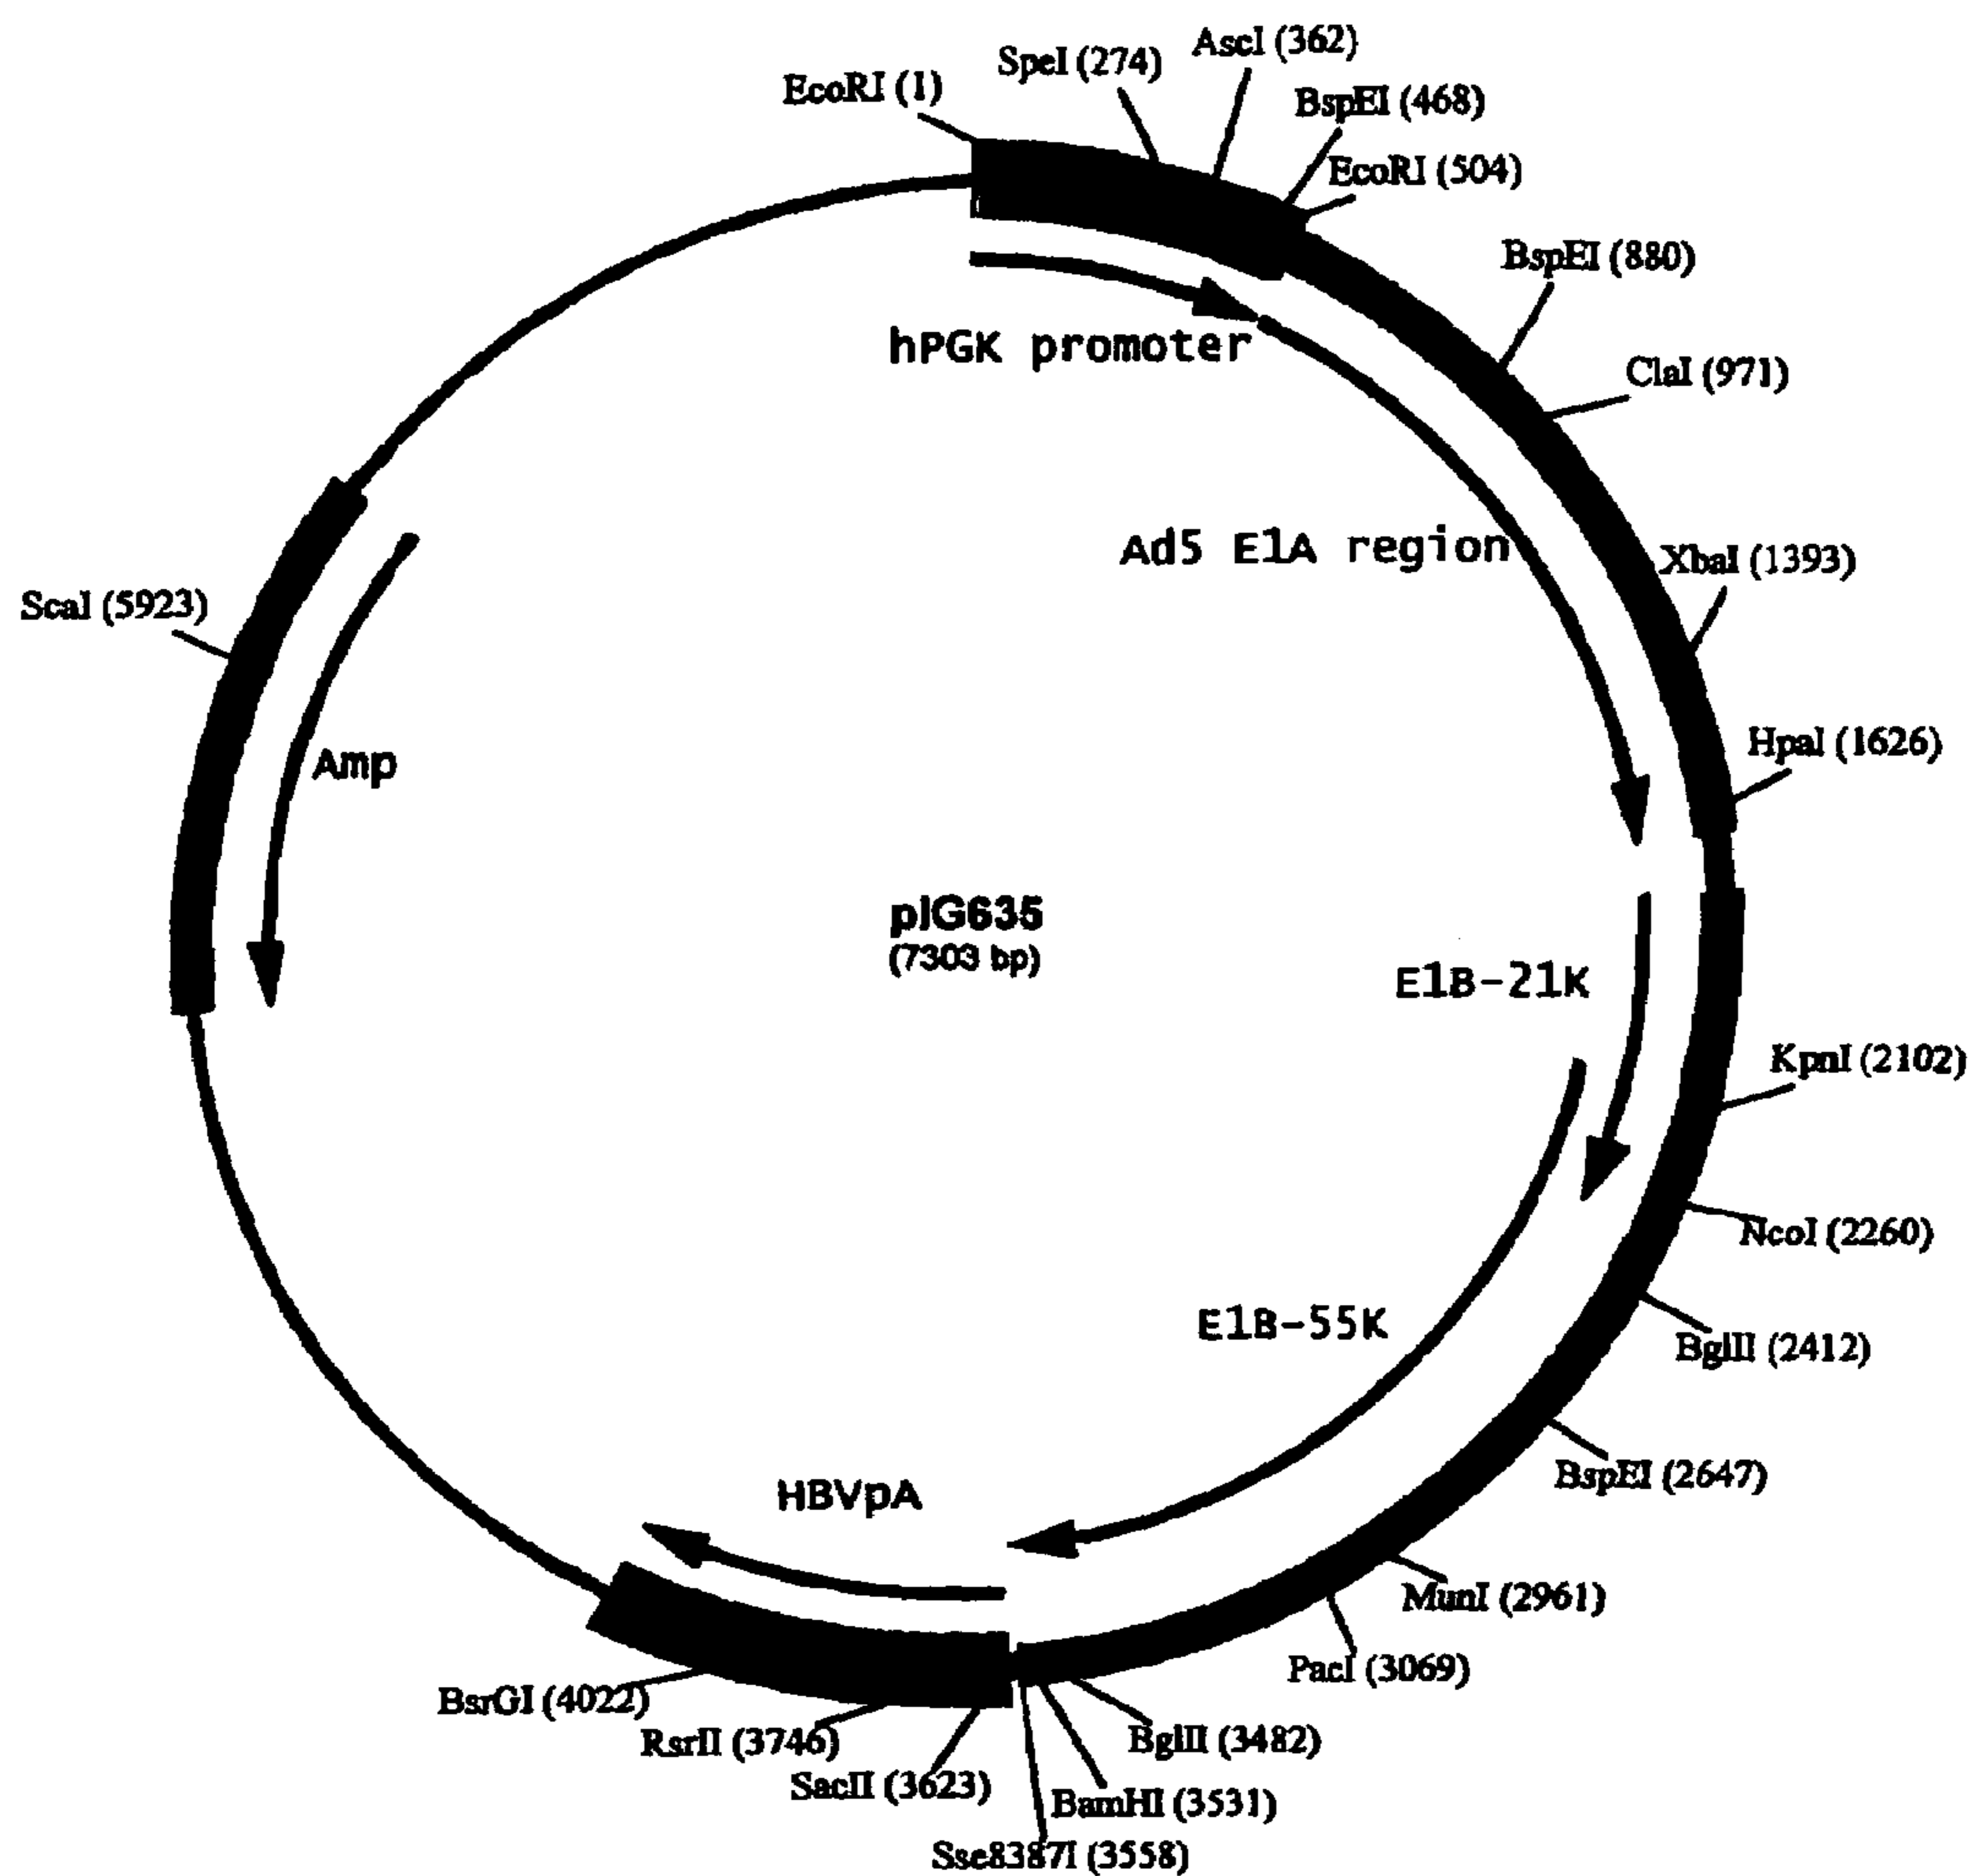 AscI (362)
SpeI (274)
EcoRI (1)
BspEI (468)
EcoRI (504)
BspEI (880)
hPGK promoter
ClaI (971)
Ad5 E1A region
XbaI (1393)
ScaI (5923)
HpaI (1626)
Amp
pIG635
(7303 bp)
E1B-21K
KpnI (2102)
NcoI (2260)
E1B-55K
BglII (2412)
BspEI (2647)
HBVpA
MunI (2961)
PacI (3069)
BsrGI (4022)
RsrII (3746)
BglII (3482)
SacII (3623)
BamHI (3531)
Sse8387I (3558)